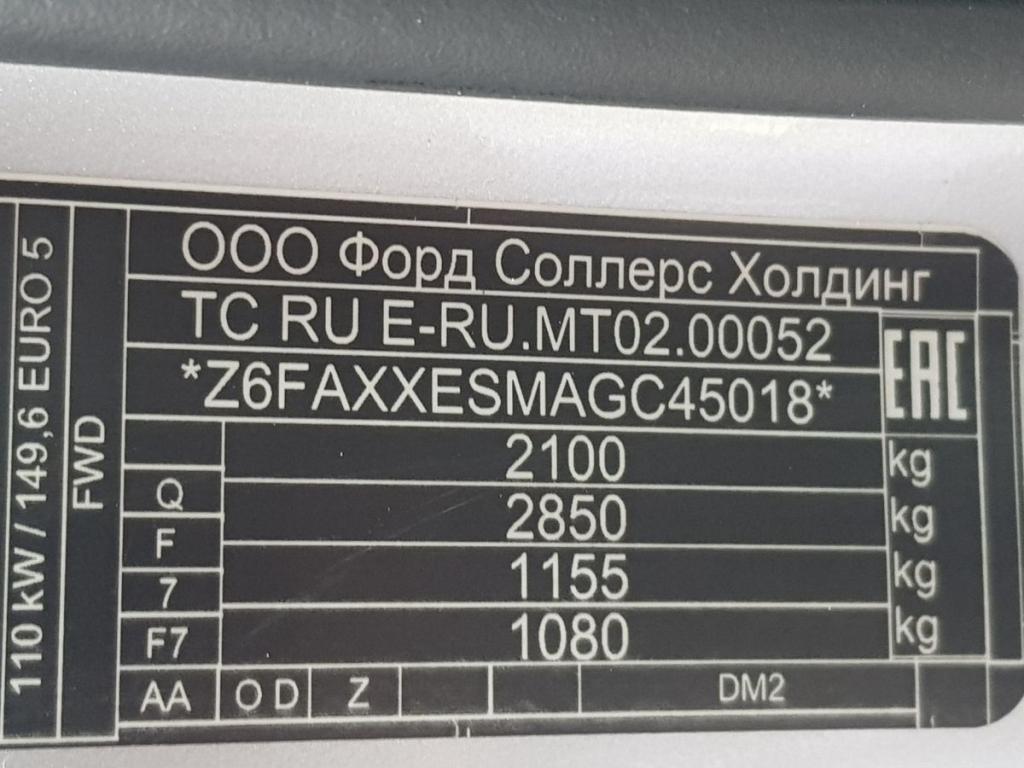 110 kW / 149,6 EURO 5
FWD
ООО Форд Соллерс Холдинг
ТС RU E-RU.MT02.00052
*Z6FAXXESMAGC45018*
EAC
2100 kg
Q 2850 kg
F 1155 kg
7 1080 kg
F7
AA O D Z DM2